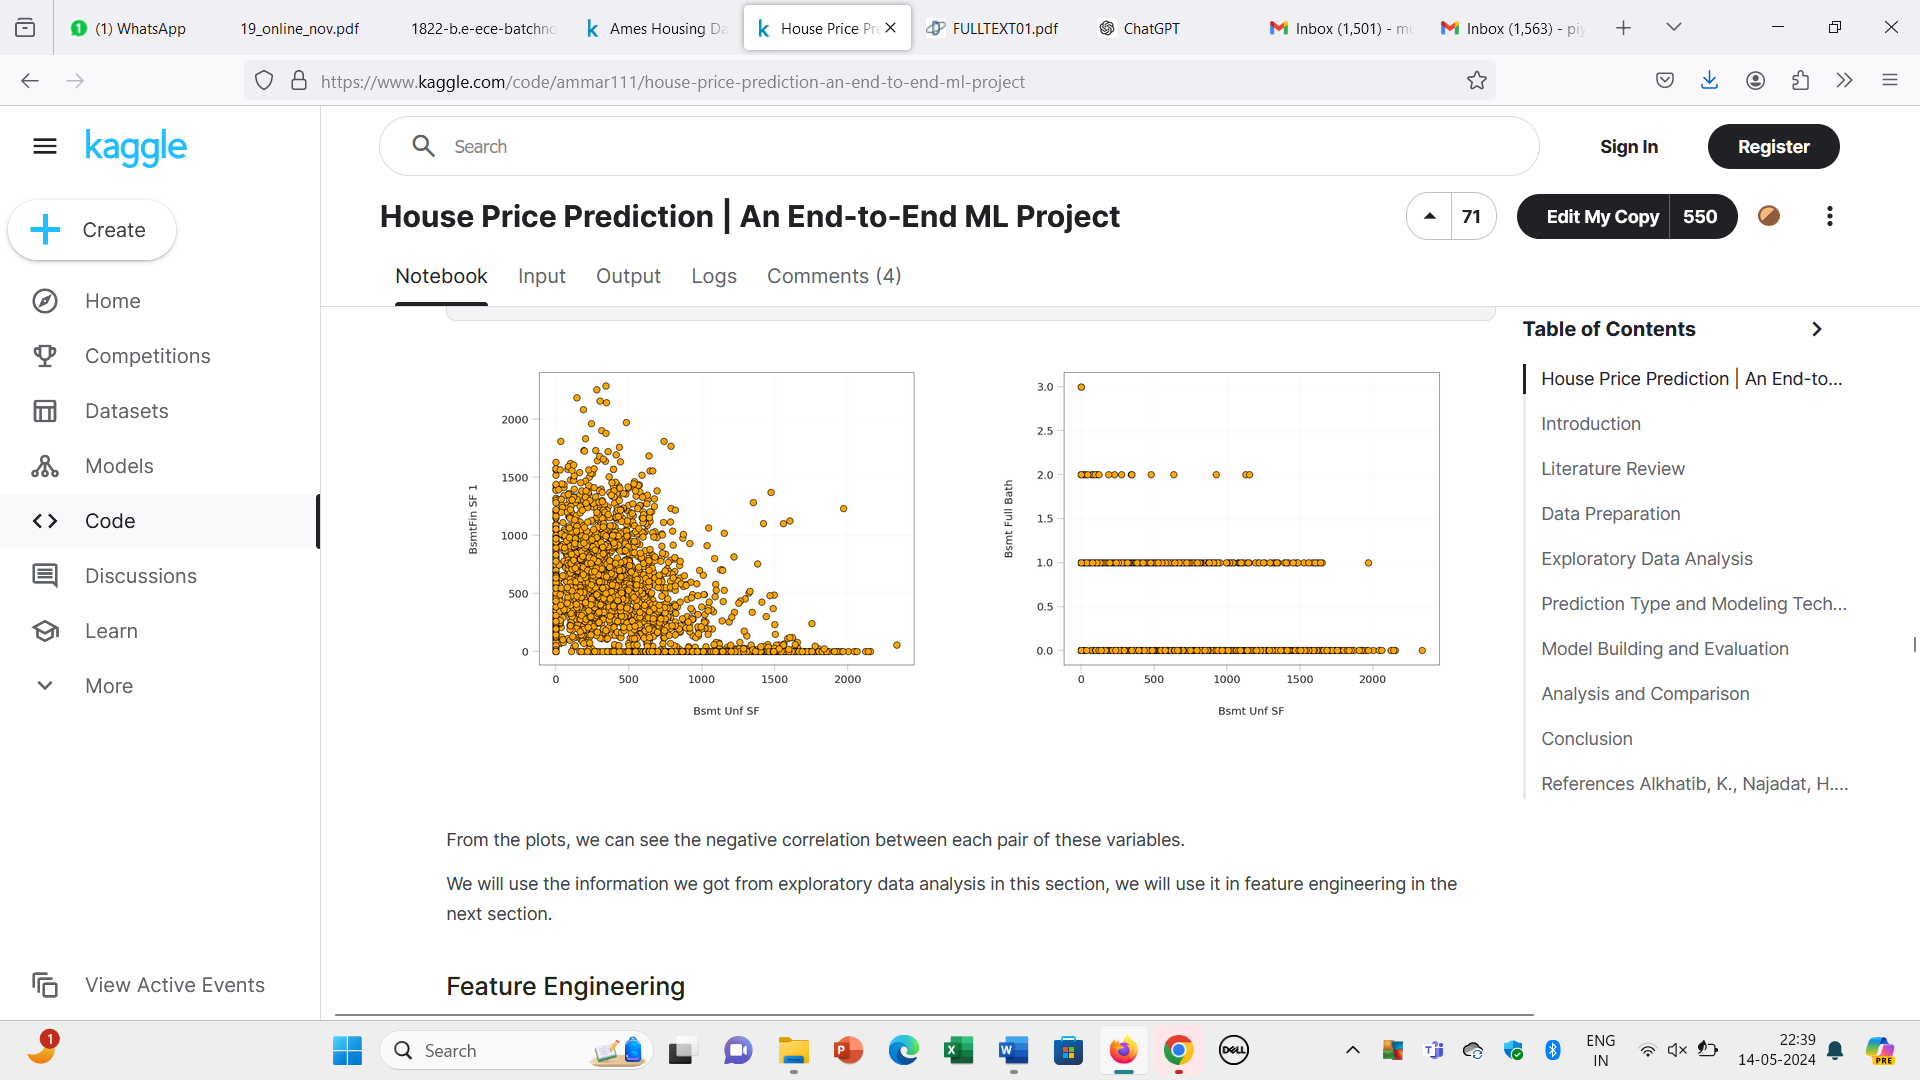 (1) WhatsApp
19_online_nov.pdf
1822-b.e-ece-batchno
Ames Housing Da
House Price Pre
FULLTEXT01.pdf
ChatGPT
Inbox (1,501) - mu
Inbox (1,563) - piy
https://www.kaggle.com/code/ammar111/house-price-prediction-an-end-to-end-ml-project
kaggle
Search
Sign In
Register
Create
House Price Prediction | An End-to-End ML Project
71
Edit My Copy
550
Notebook
Input
Output
Logs
Comments (4)
Home
Competitions
Datasets
Models
Code
Discussions
Learn
More
View Active Events
BsmtFin SF 1
2000
1500
1000
500
0
0
500
1000
1500
2000
Bsmt Unf SF
Bsmt Full Bath
3.0
2.5
2.0
1.5
1.0
0.5
0.0
0
500
1000
1500
2000
Bsmt Unf SF
From the plots, we can see the negative correlation between each pair of these variables.
We will use the information we got from exploratory data analysis in this section, we will use it in feature engineering in the
next section.
Feature Engineering
Table of Contents
House Price Prediction | An End-to...
Introduction
Literature Review
Data Preparation
Exploratory Data Analysis
Prediction Type and Modeling Tech...
Model Building and Evaluation
Analysis and Comparison
Conclusion
References Alkhatib, K., Najadat, H....
1
Search
DELL
ENG
IN
22:39
14-05-2024
PRE